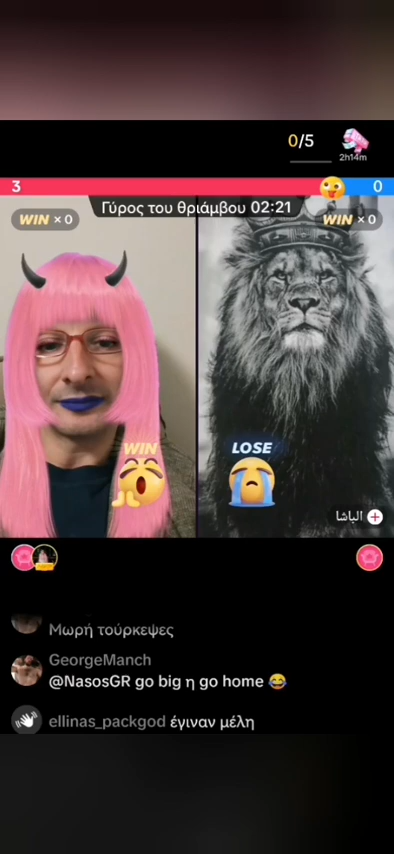 0/5
2h14m
3
0
Γύρος του θριάμβου 02:21
WIN × 0
WIN × 0
WIN
LOSE
الباشا
Μωρή τούρκεψες
GeorgeManch
@NasosGR go big η go home 😂
ellinas_packgod έγιναν μέλη